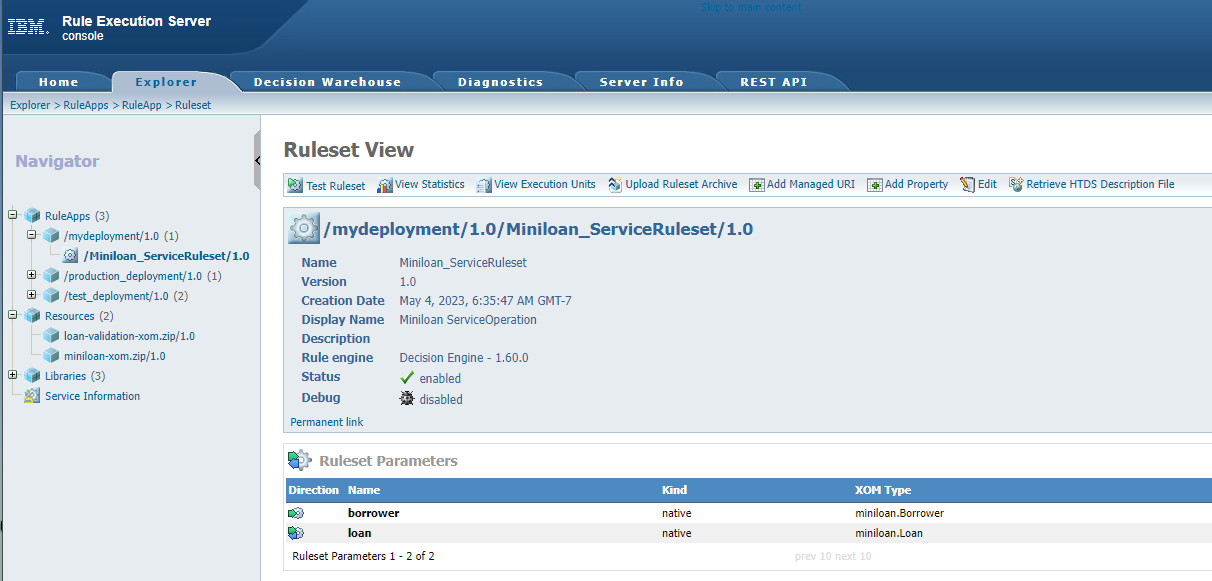 Skip to main content
IBM. Rule Execution Server
console
Home Explorer Decision Warehouse Diagnostics Server Info REST API
Explorer > RuleApps > RuleApp > Ruleset
Navigator
RuleApps (3)
/mydeployment/1.0 (1)
/Miniloan_ServiceRuleset/1.0
/production_deployment/1.0 (1)
/test_deployment/1.0 (2)
Resources (2)
loan-validation-xom.zip/1.0
miniloan-xom.zip/1.0
Libraries (3)
Service Information
Ruleset View
Test Ruleset View Statistics View Execution Units Upload Ruleset Archive Add Managed URI Add Property Edit Retrieve HTDS Description File
/mydeployment/1.0/Miniloan_ServiceRuleset/1.0
Name Miniloan_ServiceRuleset
Version 1.0
Creation Date May 4, 2023, 6:35:47 AM GMT-7
Display Name Miniloan ServiceOperation
Description
Rule engine Decision Engine - 1.60.0
Status enabled
Debug disabled
Permanent link
Ruleset Parameters
Direction Name Kind XOM Type
borrower native miniloan.Borrower
loan native miniloan.Loan
Ruleset Parameters 1 - 2 of 2 prev 10 next 10